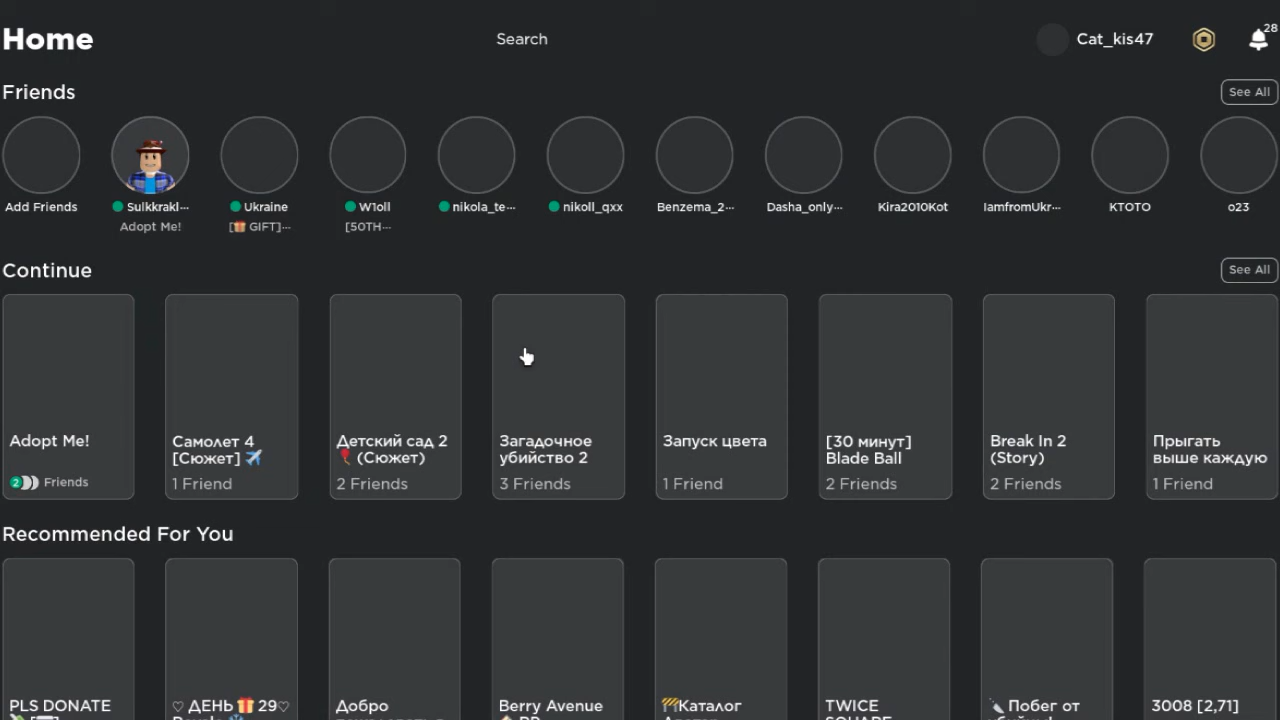 Home
Search
Cat_kis47
28
Friends
See All
Add Friends
Sulkkrakl...
Ukraine
W1oll
nikola_te...
nikoll_qxx
Benzema_2...
Dasha_only...
Kira2010Kot
IamfromUkr...
KTOTO
o23
Adopt Me!
[🎁 GIFT]...
[50TH...
Continue
See All
Adopt Me!
2 Friends
Самолет 4
[Сюжет] ✈️
1 Friend
Детский сад 2
🎈 (Сюжет)
2 Friends
Загадочное
убийство 2
3 Friends
Запуск цвета
1 Friend
[30 минут]
Blade Ball
2 Friends
Break In 2
(Story)
2 Friends
Прыгать
выше каждую
1 Friend
Recommended For You
PLS DONATE
♡ ДЕНЬ 🎁 29♡
Добро
Berry Avenue
🏠 RP
🚧Каталог
TWICE
SQUARE
🔪Побег от
3008 [2,71]